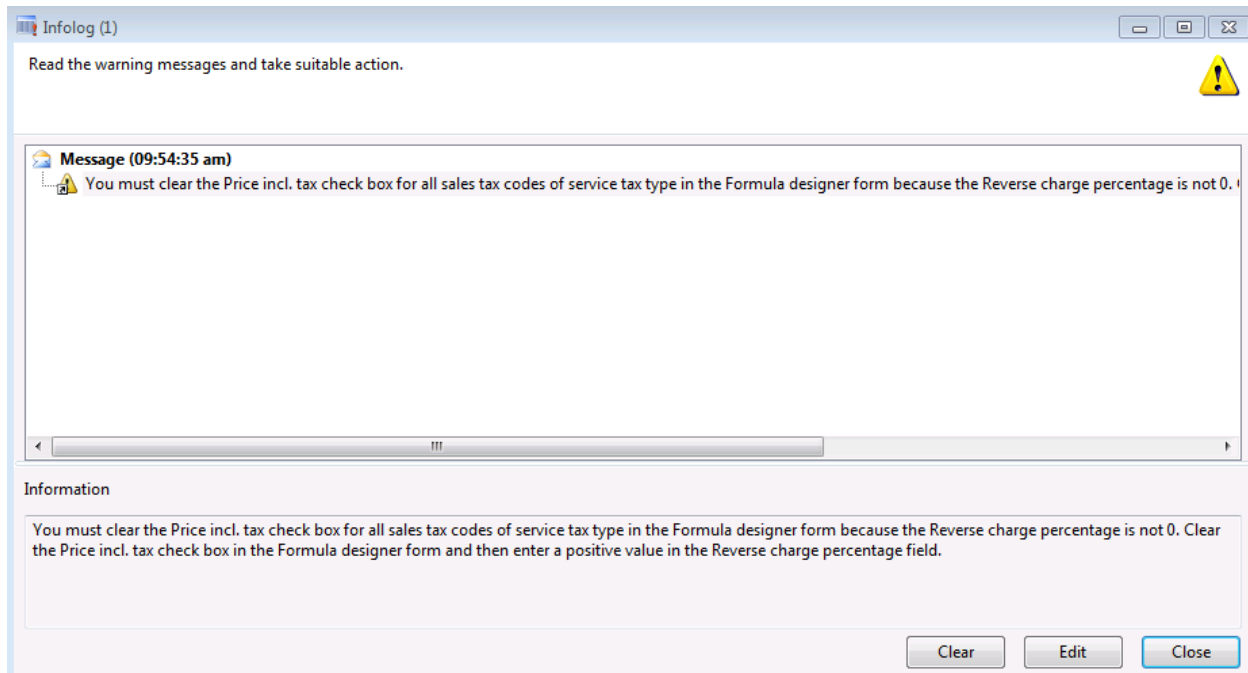 Infolog (1)
Read the warning messages and take suitable action.
Message (09:54:35 am)
You must clear the Price incl. tax check box for all sales tax codes of service tax type in the Formula designer form because the Reverse charge percentage is not 0.
Information
You must clear the Price incl. tax check box for all sales tax codes of service tax type in the Formula designer form because the Reverse charge percentage is not 0. Clear
the Price incl. tax check box in the Formula designer form and then enter a positive value in the Reverse charge percentage field.
Clear Edit Close